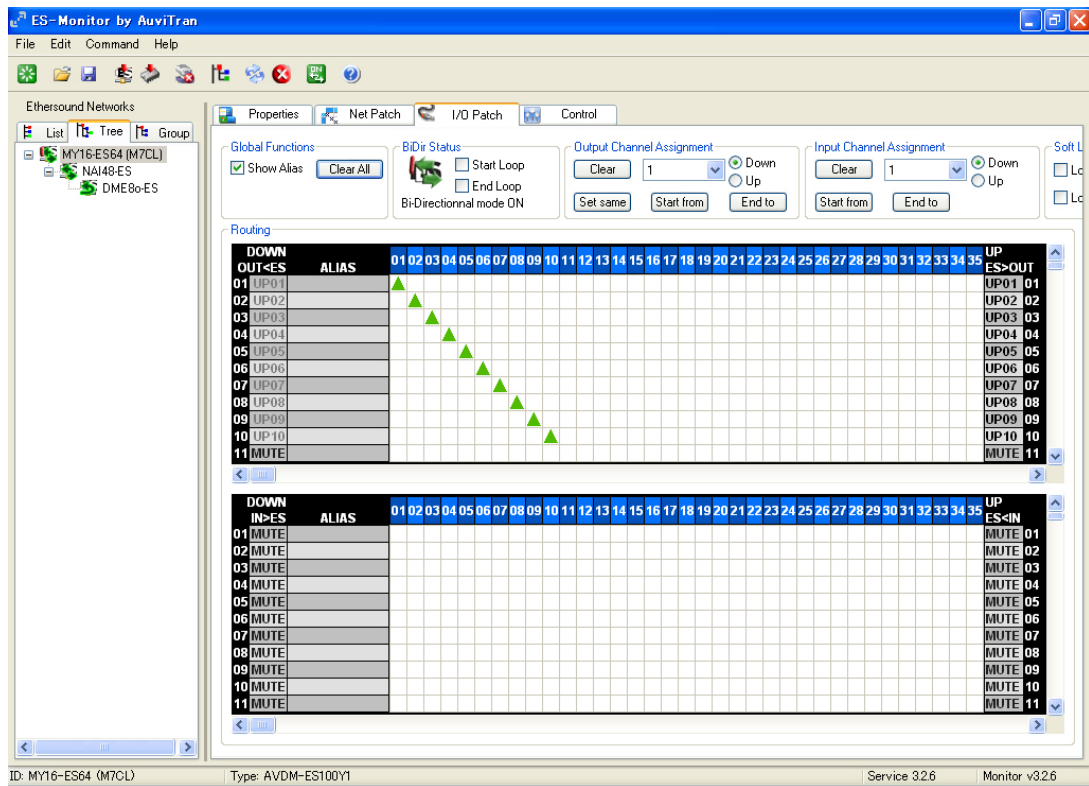 ES-Monitor by AuviTran
File Edit Command Help
Ethersound Networks
List Tree Group
MY16-ES64 (M7CL)
NAI48-ES
DME8o-ES
Properties Net Patch I/O Patch Control
Global Functions BiDir Status Output Channel Assignment Input Channel Assignment Soft L
Show Alias Clear All Start Loop Clear 1 Down Clear 1 Down Lo
End Loop Up Up
Bi-Directionnal mode ON Set same Start from End to Start from End to Lo
Routing
DOWN UP
OUT<ES ALIAS 01 02 03 04 05 06 07 08 09 10 11 12 13 14 15 16 17 18 19 20 21 22 23 24 25 26 27 28 29 30 31 32 33 34 35 ES>OUT
01 UP01 UP01 01
02 UP02 UP02 02
03 UP03 UP03 03
04 UP04 UP04 04
05 UP05 UP05 05
06 UP06 UP06 06
07 UP07 UP07 07
08 UP08 UP08 08
09 UP09 UP09 09
10 UP10 UP10 10
11 MUTE MUTE 11
DOWN UP
IN>ES ALIAS 01 02 03 04 05 06 07 08 09 10 11 12 13 14 15 16 17 18 19 20 21 22 23 24 25 26 27 28 29 30 31 32 33 34 35 ES<IN
01 MUTE MUTE 01
02 MUTE MUTE 02
03 MUTE MUTE 03
04 MUTE MUTE 04
05 MUTE MUTE 05
06 MUTE MUTE 06
07 MUTE MUTE 07
08 MUTE MUTE 08
09 MUTE MUTE 09
10 MUTE MUTE 10
11 MUTE MUTE 11
ID: MY16-ES64 (M7CL) Type: AVDM-ES100Y1 Service 3.2.6 Monitor v3.2.6